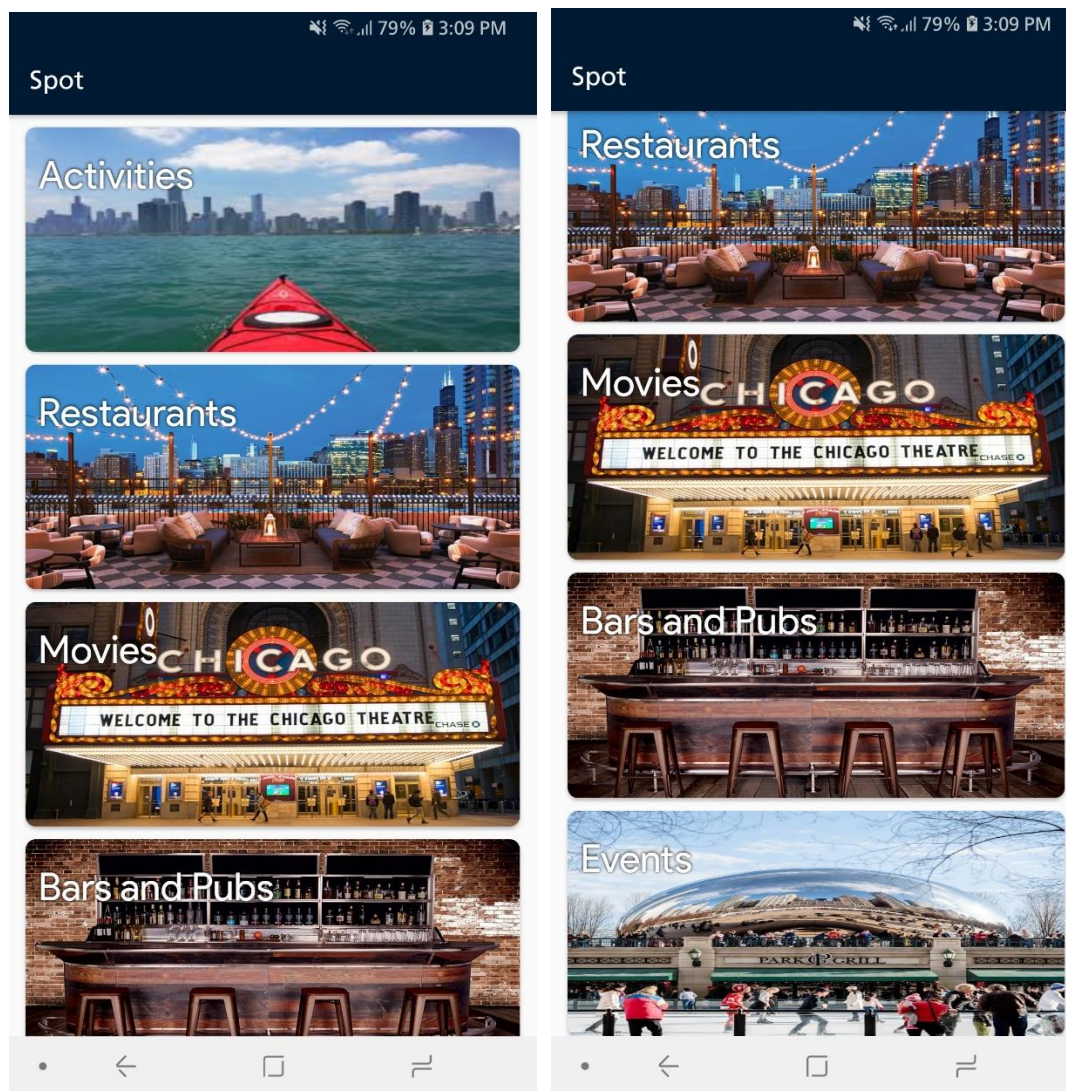 79% 3:09 PM
Spot
Activities
Restaurants
Movies
CHICAGO
WELCOME TO THE CHICAGO THEATRE
CHASE
Bars and Pubs
79% 3:09 PM
Spot
Restaurants
Movies
CHICAGO
WELCOME TO THE CHICAGO THEATRE
CHASE
Bars and Pubs
Events
PARK GRILL